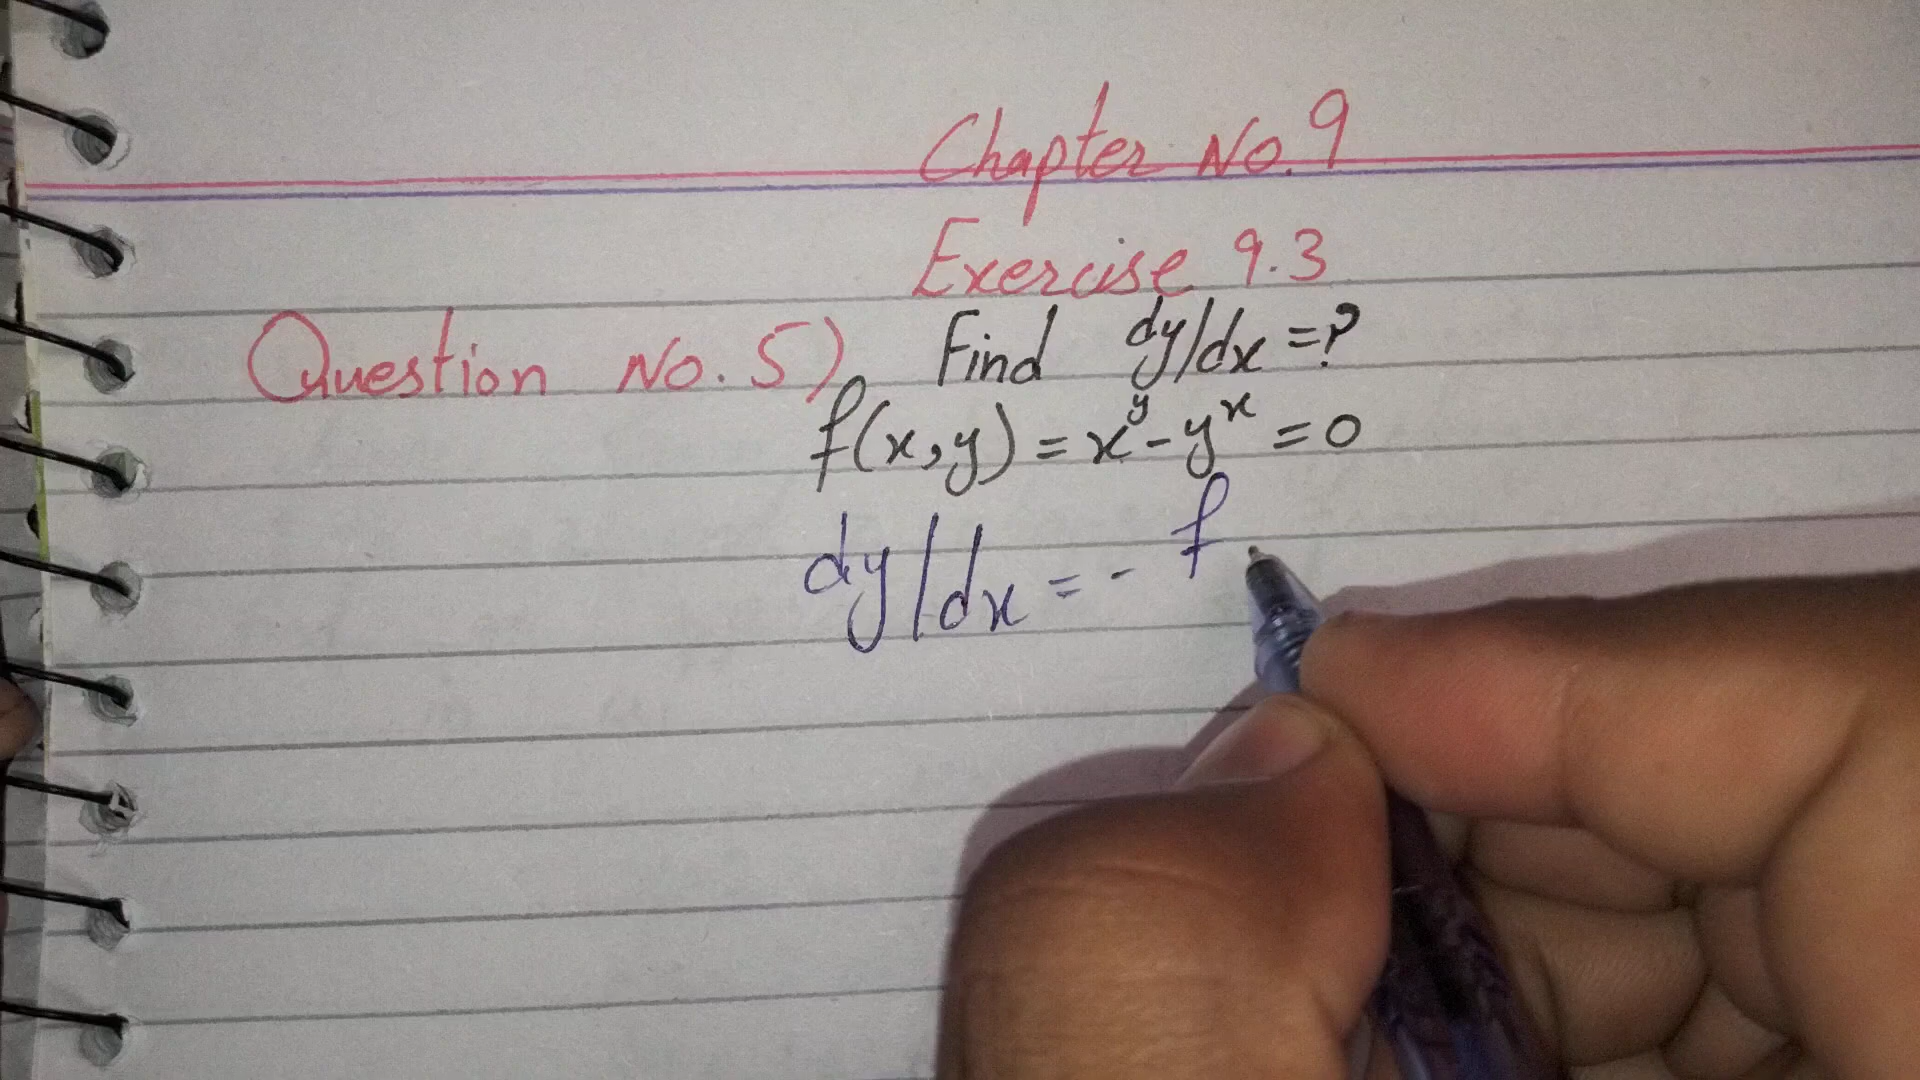 Chapter No. 9
Exercise 9.3
Question No. 5) Find dy/dx = ?
f(x,y) = x^y - y^x = 0
dy/dx = - f